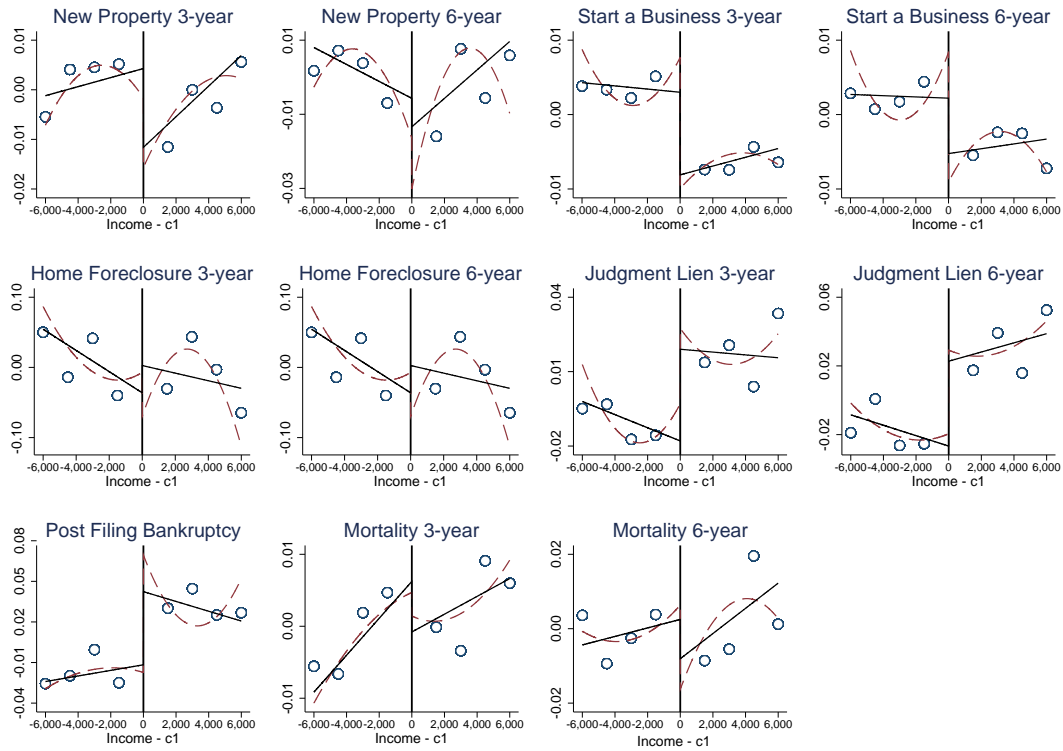 New Property 3-year
0.01
0.00
-0.01
-0.02
-6,000 -4,000 -2,000 0 2,000 4,000 6,000
Income - c1
New Property 6-year
0.01
-0.01
-0.03
-6,000 -4,000 -2,000 0 2,000 4,000 6,000
Income - c1
Start a Business 3-year
0.01
0.00
-0.01
-6,000 -4,000 -2,000 0 2,000 4,000 6,000
Income - c1
Start a Business 6-year
0.01
0.00
-0.01
-6,000 -4,000 -2,000 0 2,000 4,000 6,000
Income - c1
Home Foreclosure 3-year
0.10
0.00
-0.10
-6,000 -4,000 -2,000 0 2,000 4,000 6,000
Income - c1
Home Foreclosure 6-year
0.10
0.00
-0.10
-6,000 -4,000 -2,000 0 2,000 4,000 6,000
Income - c1
Judgment Lien 3-year
0.04
0.01
-0.02
-6,000 -4,000 -2,000 0 2,000 4,000 6,000
Income - c1
Judgment Lien 6-year
0.06
0.02
-0.02
-6,000 -4,000 -2,000 0 2,000 4,000 6,000
Income - c1
Post Filing Bankruptcy
0.08
0.05
0.02
-0.01
-0.04
-6,000 -4,000 -2,000 0 2,000 4,000 6,000
Income - c1
Mortality 3-year
0.01
0.00
-0.01
-6,000 -4,000 -2,000 0 2,000 4,000 6,000
Income - c1
Mortality 6-year
0.02
0.00
-0.02
-6,000 -4,000 -2,000 0 2,000 4,000 6,000
Income - c1